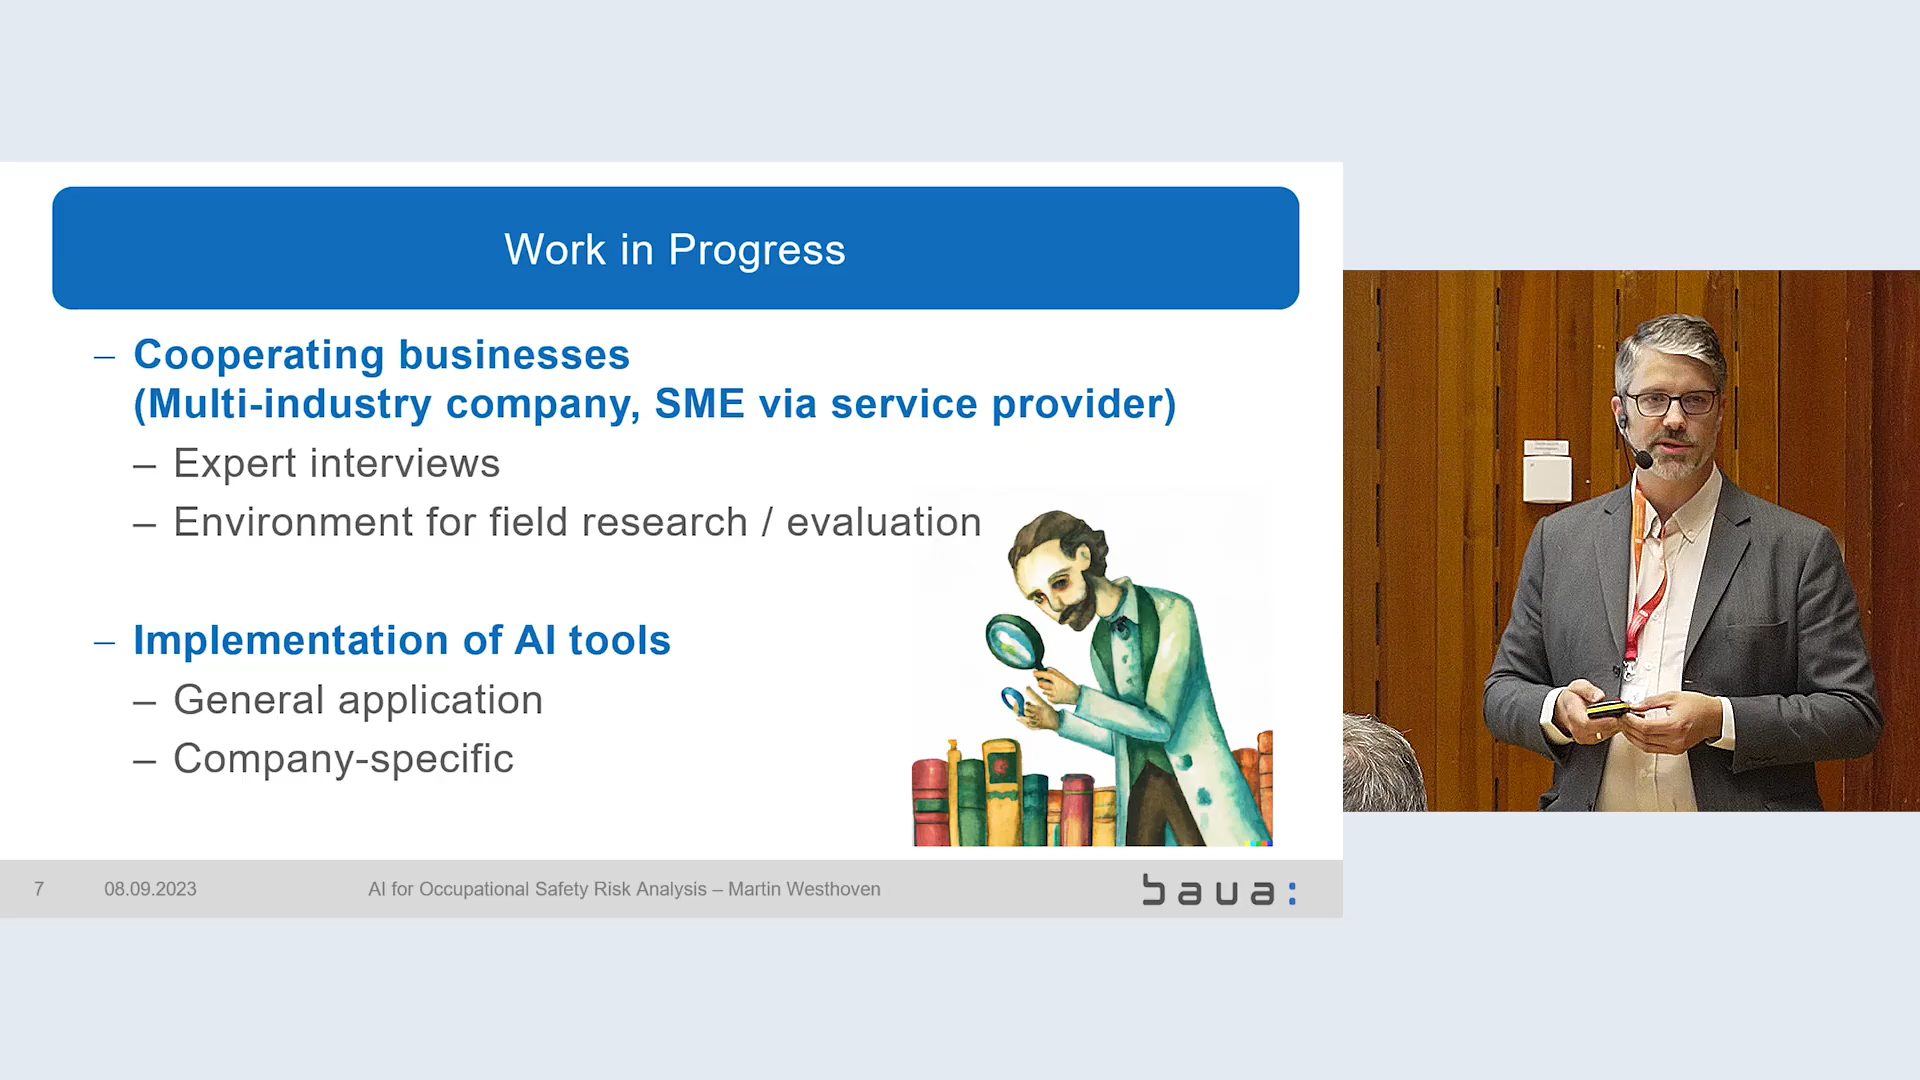 Work in Progress
– Cooperating businesses
(Multi-industry company, SME via service provider)
– Expert interviews
– Environment for field research / evaluation
– Implementation of AI tools
– General application
– Company-specific
7 08.09.2023 AI for Occupational Safety Risk Analysis – Martin Westhoven baua: